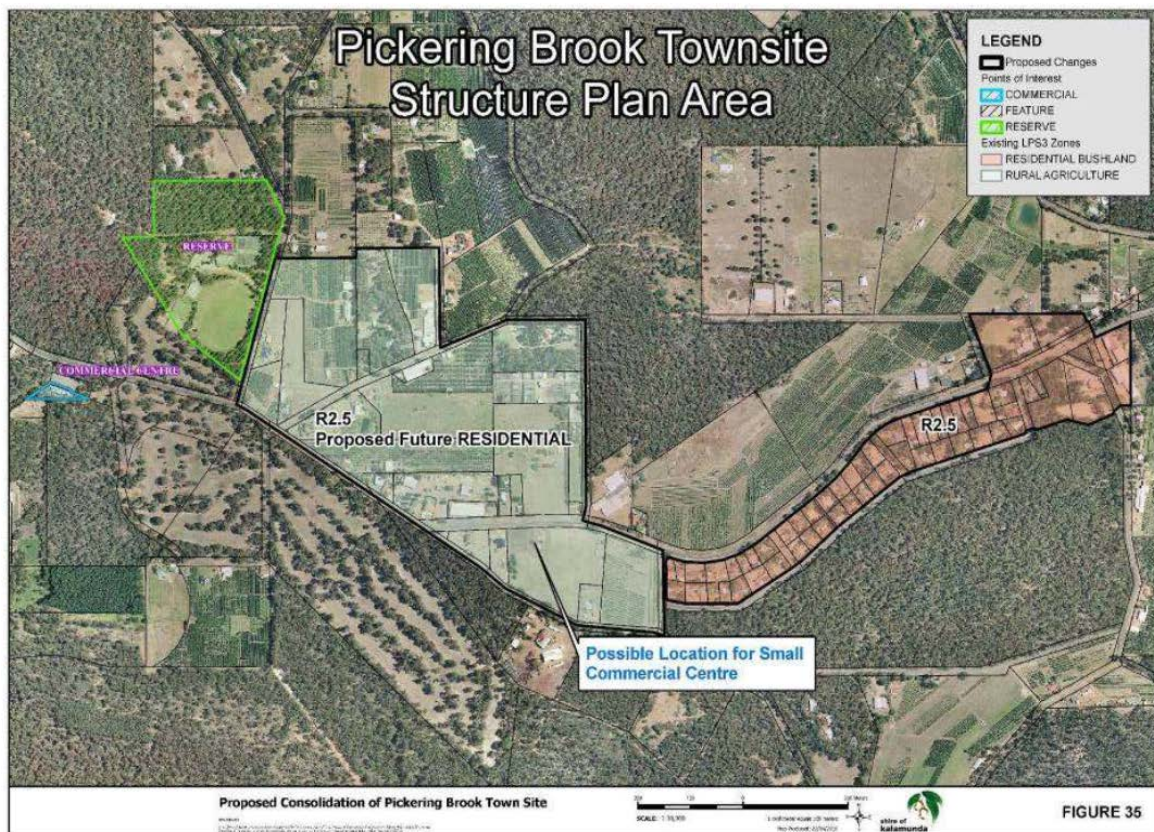 Pickering Brook Townsite
Structure Plan Area
LEGEND
Proposed Changes
Points of Interest
COMMERCIAL
FEATURE
RESERVE
Existing LPS3 Zones
RESIDENTIAL BUSHLAND
RURAL AGRICULTURE
RESERVE
COMMERCIAL CENTRE
R2.5
Proposed Future RESIDENTIAL
R2.5
Possible Location for Small
Commercial Centre
Proposed Consolidation of Pickering Brook Town Site
SCALE:
0
shire of
kalamunda
FIGURE 35